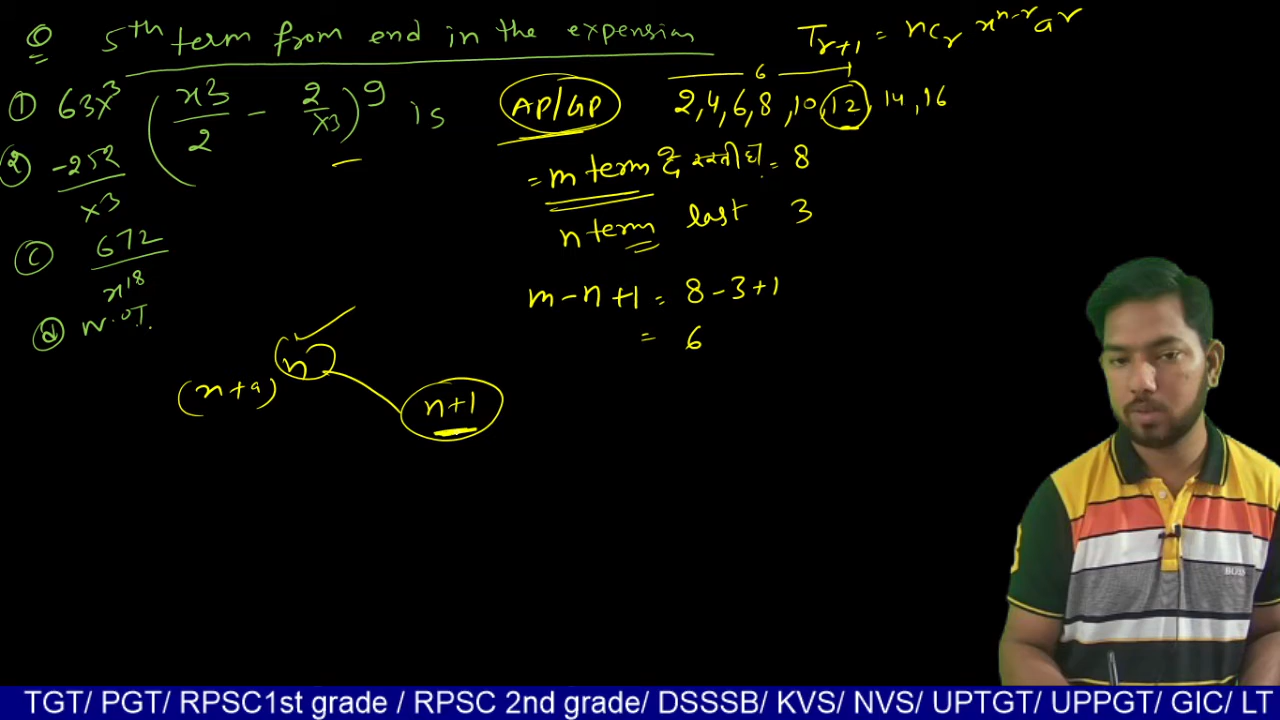 Q 5th term from end in the expension
① 63x³ (x³/2 - 2/x³)⁹ is
② -252/x³
ⓒ 672/x¹⁸
ⓓ N.O.T.
(x+a)ⁿ
n+1
Tr+1 = ncr xⁿ⁻ʳ aʳ
6
AP/GP 2,4,6,8,10,12,14,16
= m term = 8
n term last 3
m-n+1 = 8-3+1
= 6
BOSS
TGT/ PGT/ RPSC1st grade / RPSC 2nd grade/ DSSSB/ KVS/ NVS/ UPTGT/ UPPGT/ GIC/ LT